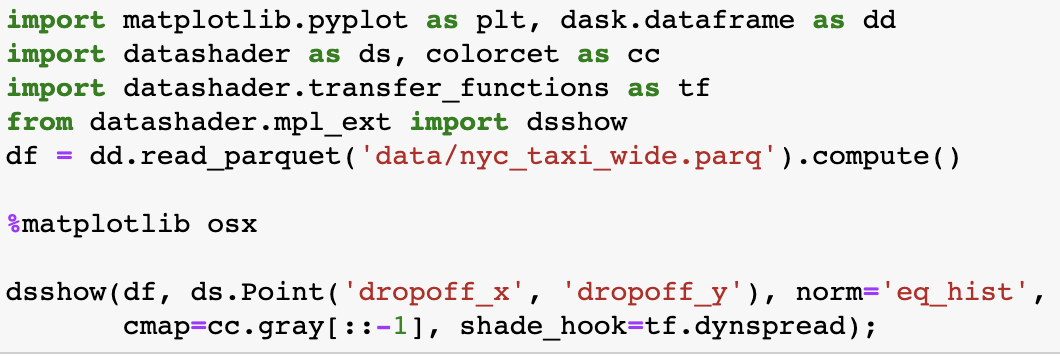 import matplotlib.pyplot as plt, dask.dataframe as dd
import datashader as ds, colorcet as cc
import datashader.transfer_functions as tf
from datashader.mpl_ext import dsshow
df = dd.read_parquet('data/nyc_taxi_wide.parq').compute()
%matplotlib osx
dsshow(df, ds.Point('dropoff_x', 'dropoff_y'), norm='eq_hist',
cmap=cc.gray[::-1], shade_hook=tf.dynspread);